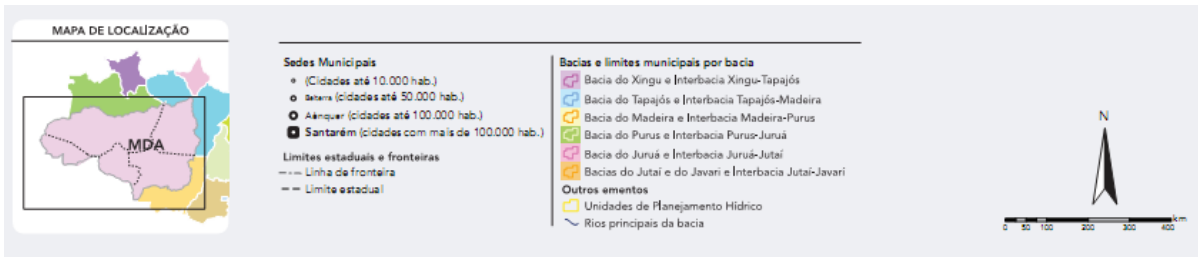 MAPA DE LOCALIZAÇÃO
MDA
Sedes Municipais
(Cidades até 10.000 hab.)
Belterra (cidades até 50.000 hab.)
Alenquer (cidades até 100.000 hab.)
Santarém (cidades com mais de 100.000 hab.)
Limites estaduais e fronteiras
Linha de fronteira
Limite estadual
Bacias e limites municipais por bacia
Bacia do Xingu e Interbacia Xingu-Tapajós
Bacia do Tapajós e Interbacia Tapajós-Madeira
Bacia do Madeira e Interbacia Madeira-Purus
Bacia do Purus e Interbacia Purus-Juruá
Bacia do Juruá e Interbacia Juruá-Jutaí
Bacias do Jutaí e do Javari e Interbacia Jutaí-Javari
Outros ementos
Unidades de Planejamento Hídrico
Rios principais da bacia
N
km
0 50 100 200 300 400